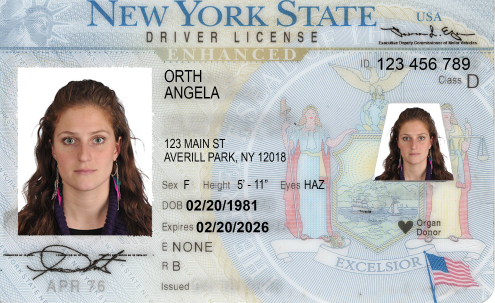 NEW YORK STATE
USA
DRIVER LICENSE
Executive Deputy Commissioner of Motor Vehicles
ENHANCED
ID 123 456 789
Class D
ORTH
ANGELA
123 MAIN ST
AVERILL PARK, NY 12018
Sex F Height 5' - 11" Eyes HAZ
DOB 02/20/1981
Expires 02/20/2026
E NONE
R B
Issued
Organ
Donor
EXCELSIOR
APR 76